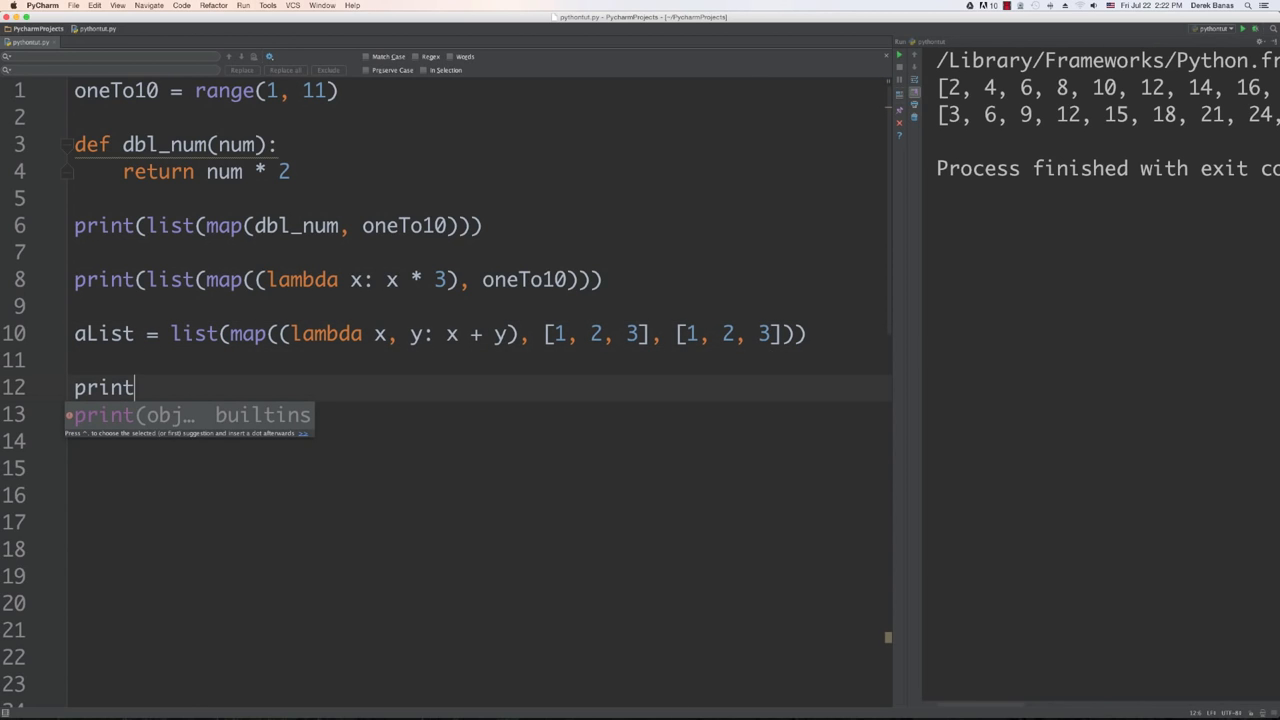 PyCharm File Edit View Navigate Code Refactor Run Tools VCS Window Help
10 Fri Jul 22 2:22 PM Derek Banas
pythontut.py - PycharmProjects - [~/PycharmProjects]
PycharmProjects pythontut.py pythontut
pythontut.py Run pythontut
Match Case Regex Words
Replace Replace all Exclude Preserve Case In Selection
1 oneTo10 = range(1, 11)
2
3 def dbl_num(num):
4 return num * 2
5
6 print(list(map(dbl_num, oneTo10)))
7
8 print(list(map((lambda x: x * 3), oneTo10)))
9
10 aList = list(map((lambda x, y: x + y), [1, 2, 3], [1, 2, 3]))
11
12 print
13 print(obj… builtins
Press ^. to choose the selected (or first) suggestion and insert a dot afterwards >>
14
15
16
17
18
19
20
21
22
23
24
/Library/Frameworks/Python.fr
[2, 4, 6, 8, 10, 12, 14, 16,
[3, 6, 9, 12, 15, 18, 21, 24,
Process finished with exit co
12:6 LF‡ UTF-8‡